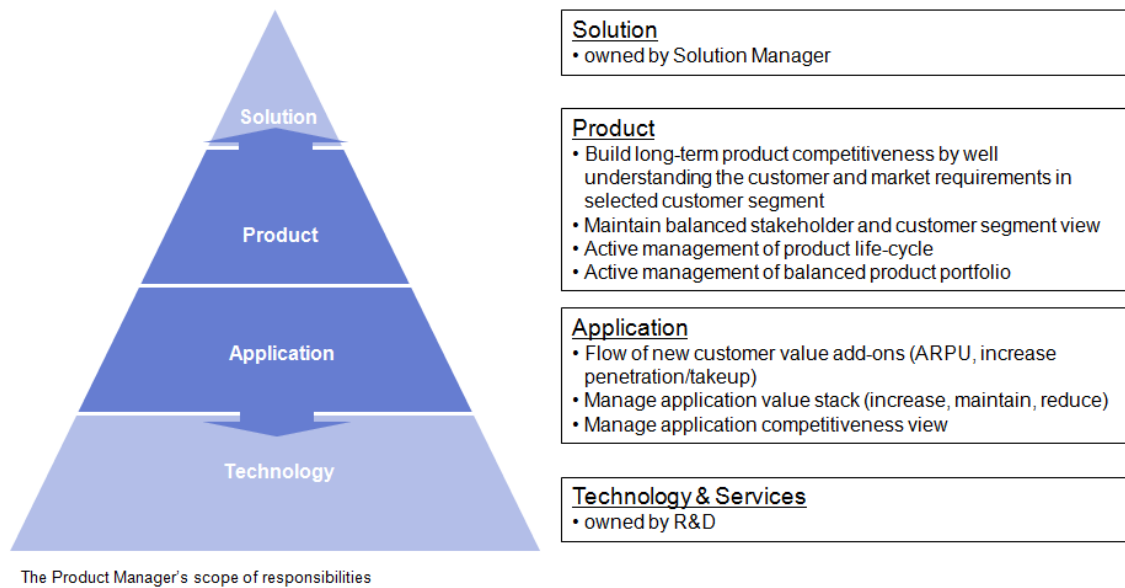 Solution
Product
Application
Technology
Solution
• owned by Solution Manager
Product
• Build long-term product competitiveness by well
understanding the customer and market requirements in
selected customer segment
• Maintain balanced stakeholder and customer segment view
• Active management of product life-cycle
• Active management of balanced product portfolio
Application
• Flow of new customer value add-ons (ARPU, increase
penetration/takeup)
• Manage application value stack (increase, maintain, reduce)
• Manage application competitiveness view
Technology & Services
• owned by R&D
The Product Manager's scope of responsibilities